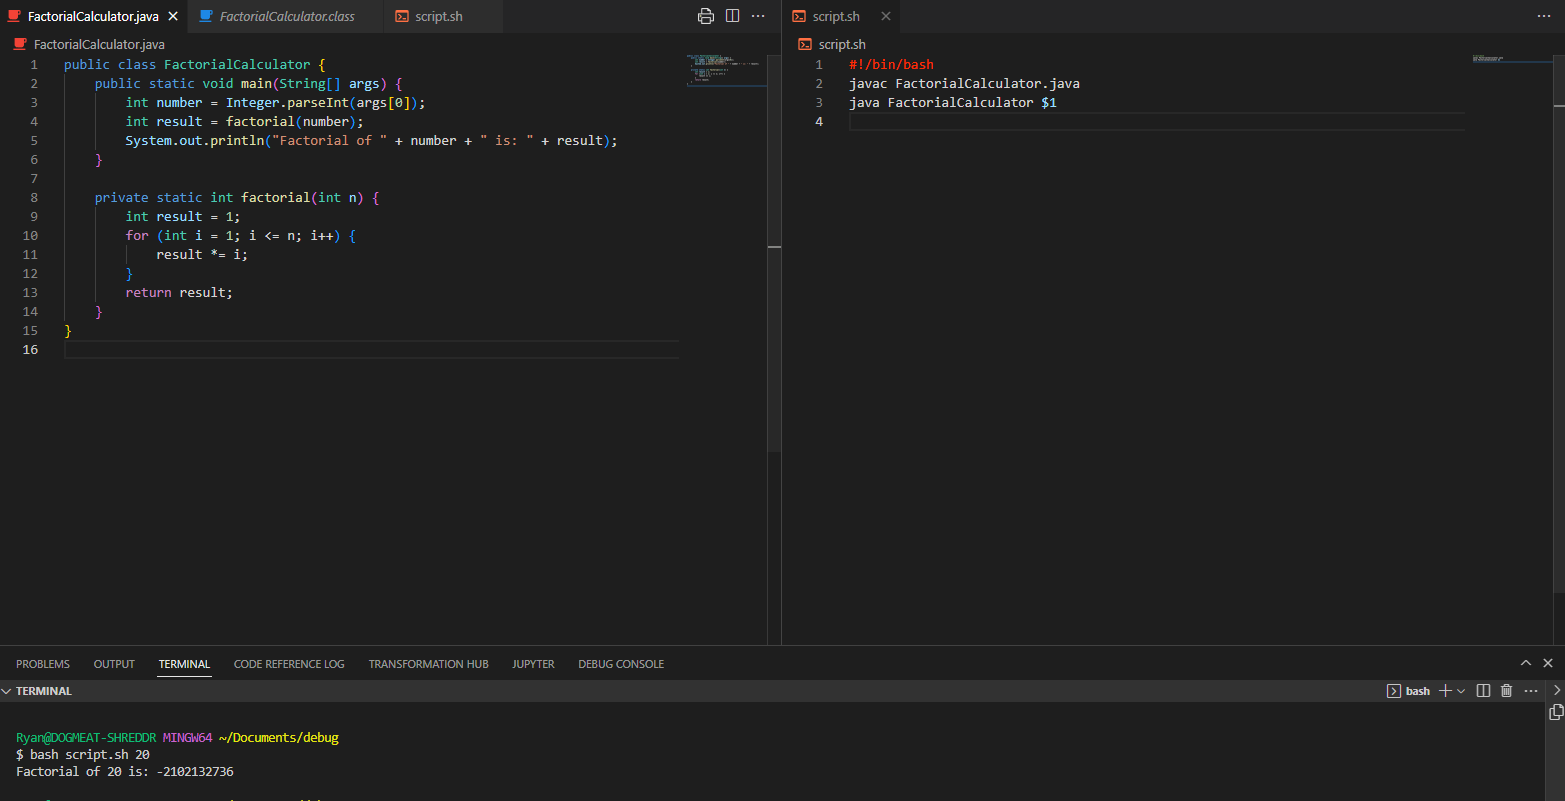 FactorialCalculator.java
FactorialCalculator.class
script.sh
script.sh
FactorialCalculator.java
script.sh
1 public class FactorialCalculator {
2 public static void main(String[] args) {
3 int number = Integer.parseInt(args[0]);
4 int result = factorial(number);
5 System.out.println("Factorial of " + number + " is: " + result);
6 }
7
8 private static int factorial(int n) {
9 int result = 1;
10 for (int i = 1; i <= n; i++) {
11 result *= i;
12 }
13 return result;
14 }
15 }
16
1 #!/bin/bash
2 javac FactorialCalculator.java
3 java FactorialCalculator $1
4
PROBLEMS OUTPUT TERMINAL CODE REFERENCE LOG TRANSFORMATION HUB JUPYTER DEBUG CONSOLE
TERMINAL
bash
Ryan@DOGMEAT-SHREDDR MINGW64 ~/Documents/debug
$ bash script.sh 20
Factorial of 20 is: -2102132736